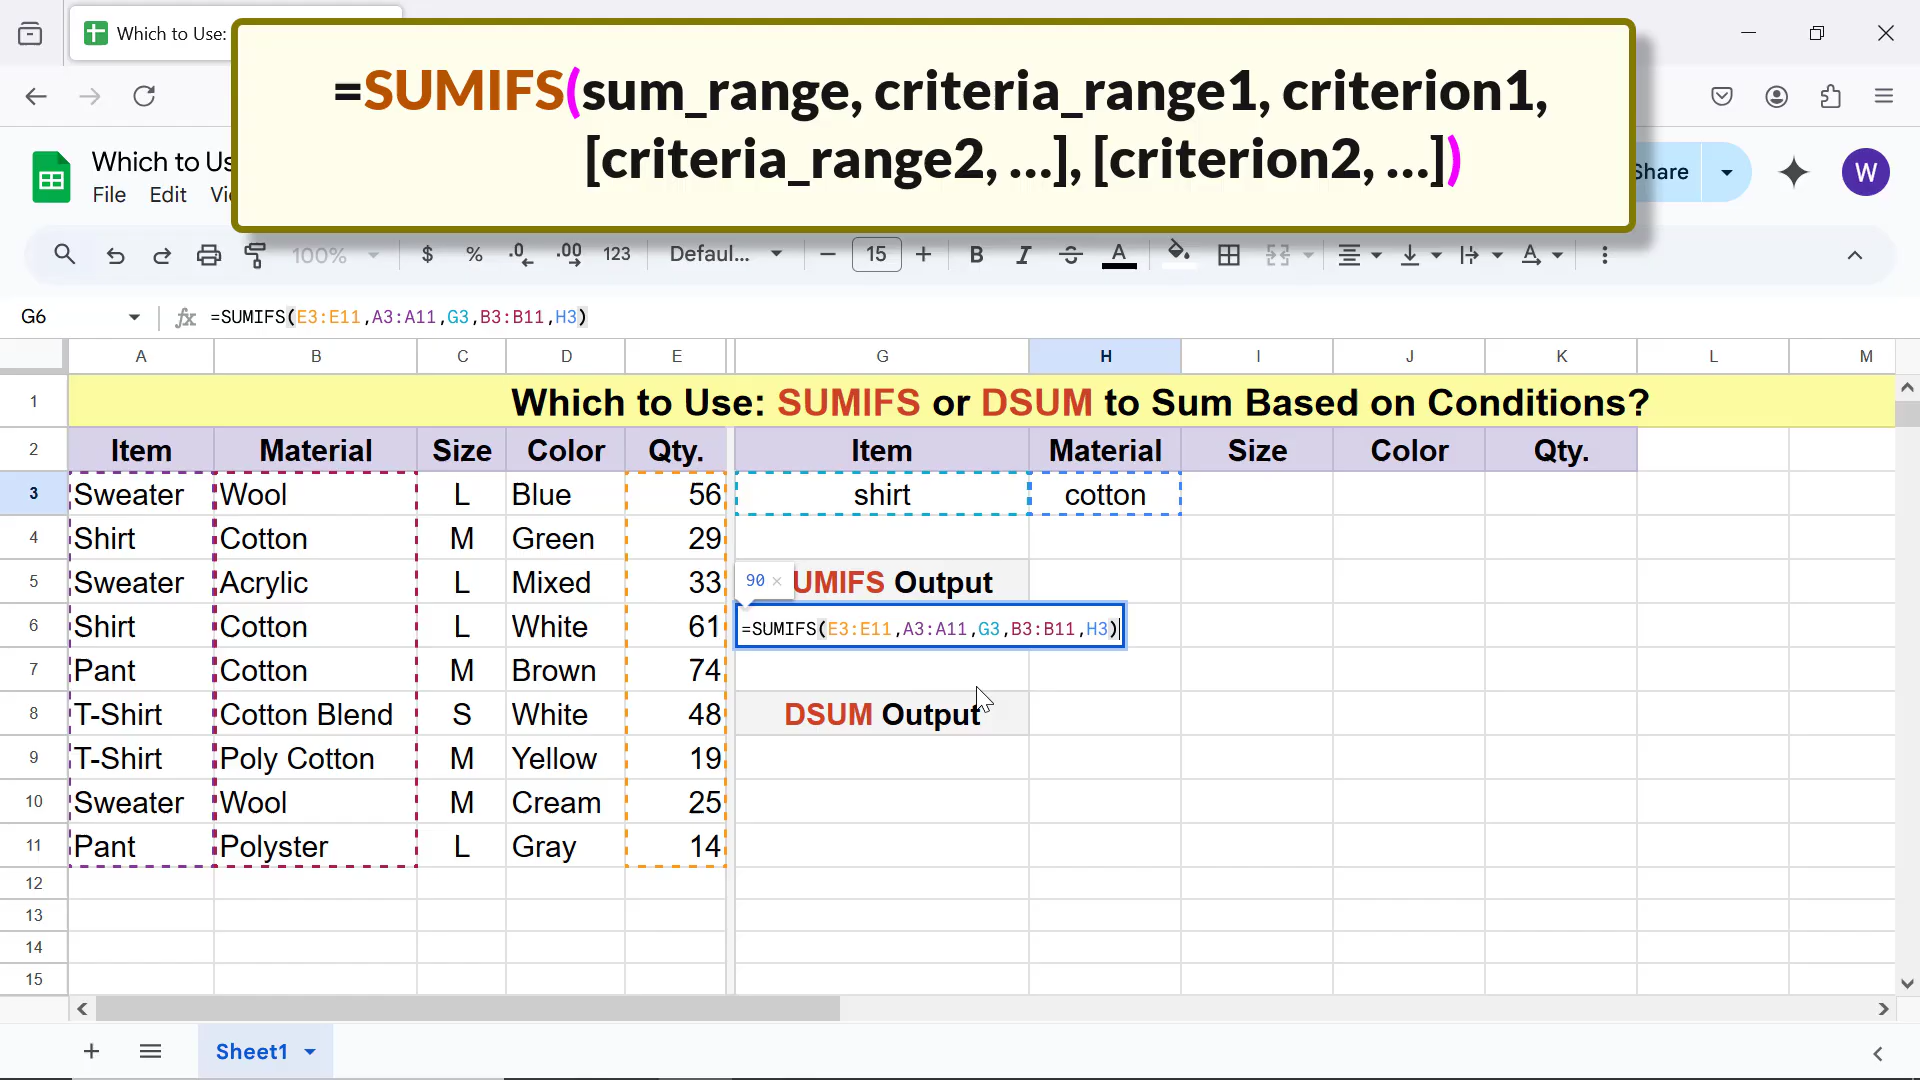 Which to Use:
=SUMIFS(sum_range, criteria_range1, criterion1,
[criteria_range2, ...], [criterion2, ...])
Which to Us
File Edit Vi
Share
W
100% $ % .0 .00 123 Defaul... 15 B I A
G6 =SUMIFS(E3:E11,A3:A11,G3,B3:B11,H3)
A B C D E G H I J K L M
1 Which to Use: SUMIFS or DSUM to Sum Based on Conditions?
2 Item Material Size Color Qty. Item Material Size Color Qty.
3 Sweater Wool L Blue 56 shirt cotton
4 Shirt Cotton M Green 29
5 Sweater Acrylic L Mixed 33 90 × UMIFS Output
6 Shirt Cotton L White 61 =SUMIFS(E3:E11,A3:A11,G3,B3:B11,H3)
7 Pant Cotton M Brown 74
8 T-Shirt Cotton Blend S White 48 DSUM Output
9 T-Shirt Poly Cotton M Yellow 19
10 Sweater Wool M Cream 25
11 Pant Polyster L Gray 14
12
13
14
15
Sheet1